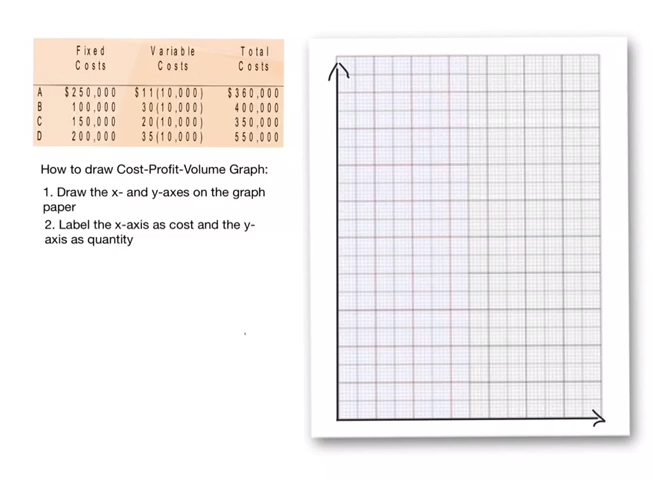 Fixed Variable Total
Costs Costs Costs
A $250,000 $11(10,000) $360,000
B 100,000 30(10,000) 400,000
C 150,000 20(10,000) 350,000
D 200,000 35(10,000) 550,000
How to draw Cost-Profit-Volume Graph:
1. Draw the x- and y-axes on the graph
paper
2. Label the x-axis as cost and the y-
axis as quantity